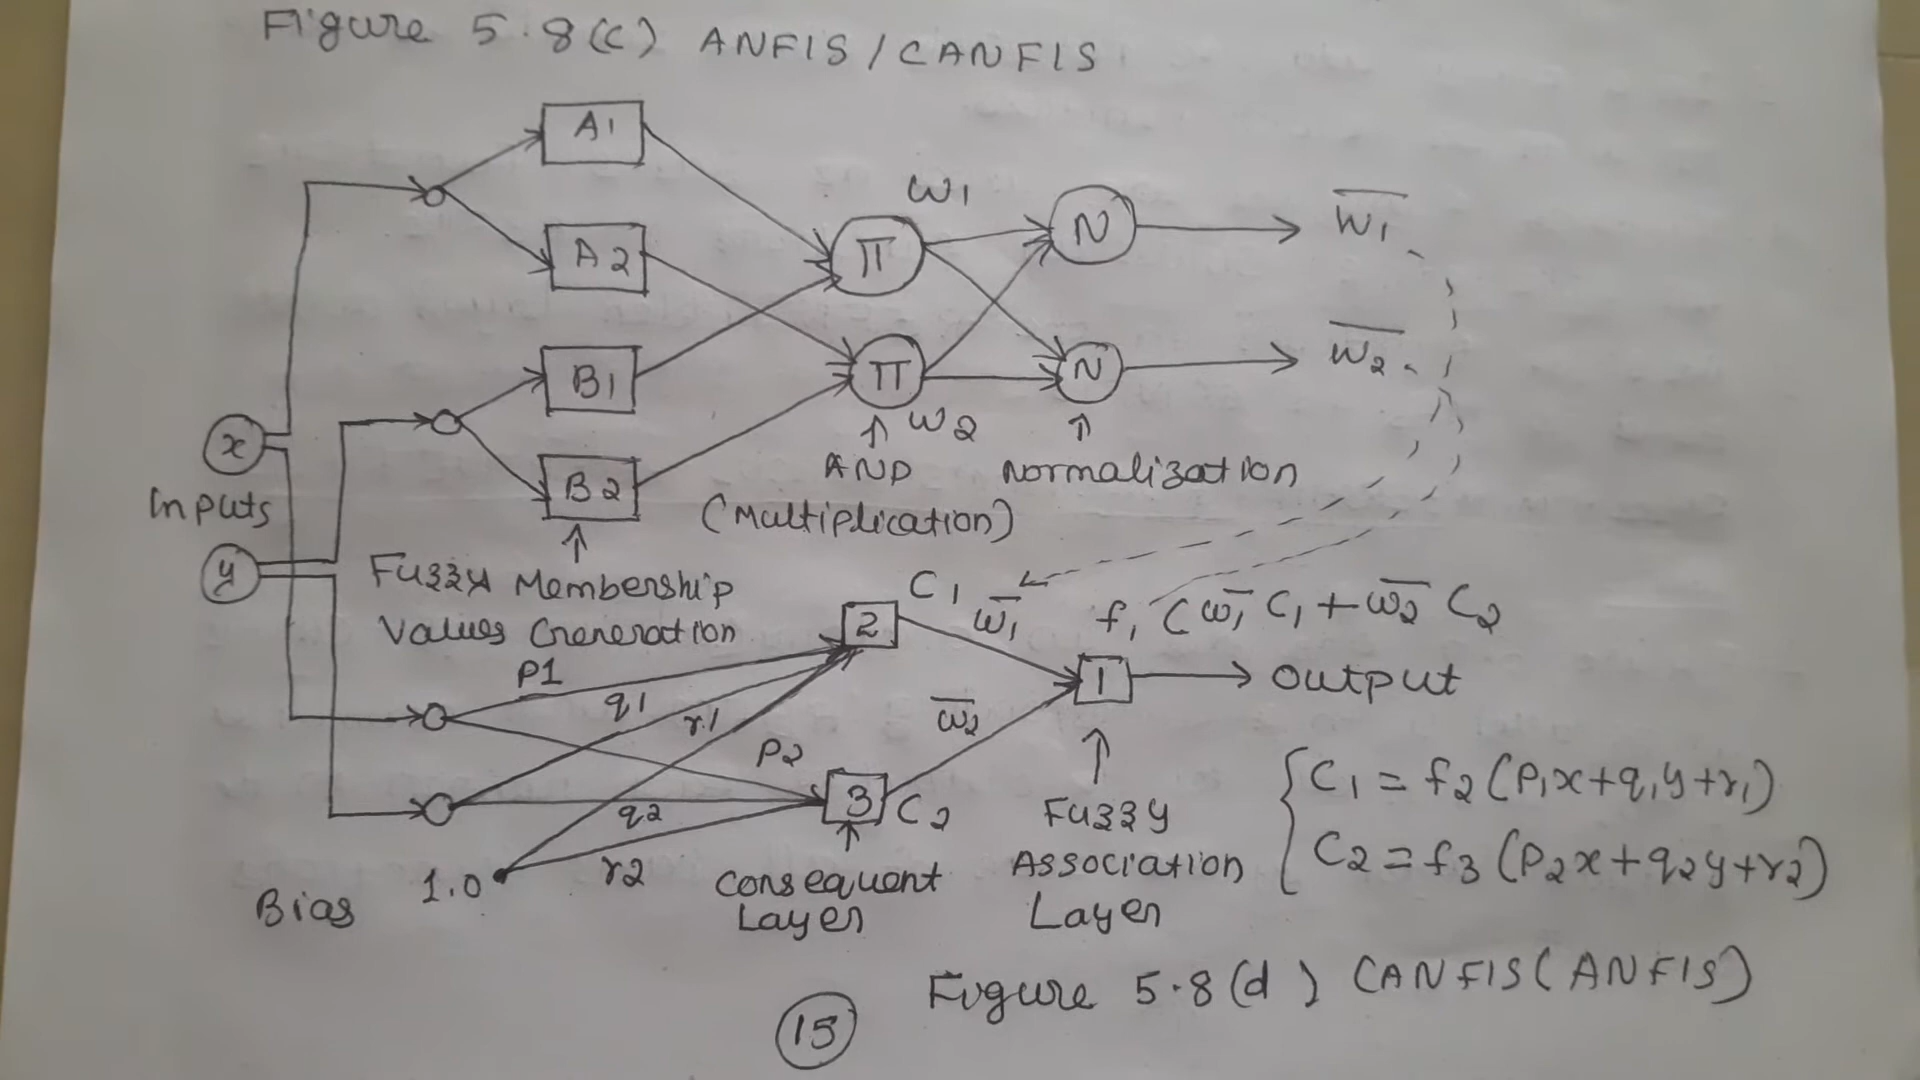 Figure 5.8(c) ANFIS/CANFIS
A1
A2
B1
B2
x
Inputs
y
Π
w1
Π
w2
N
N
w̅1
w̅2
↑
AND
(Multiplication)
↑
Normalization
↑
Fuzzy Membership
Values Generation
P1
q1
r1
P2
q2
r2
Bias 1.0
2
C1
w̅1
3
C2
w̅2
↑
Consequent
Layer
1
f1 (w̅1 C1 + w̅2 C2
Output
↑
Fuzzy
Association
Layer
{C1 = f2 (P1x+q1y+r1)
C2 = f3 (P2x+q2y+r2)
Figure 5.8(d) CANFIS(ANFIS)
15